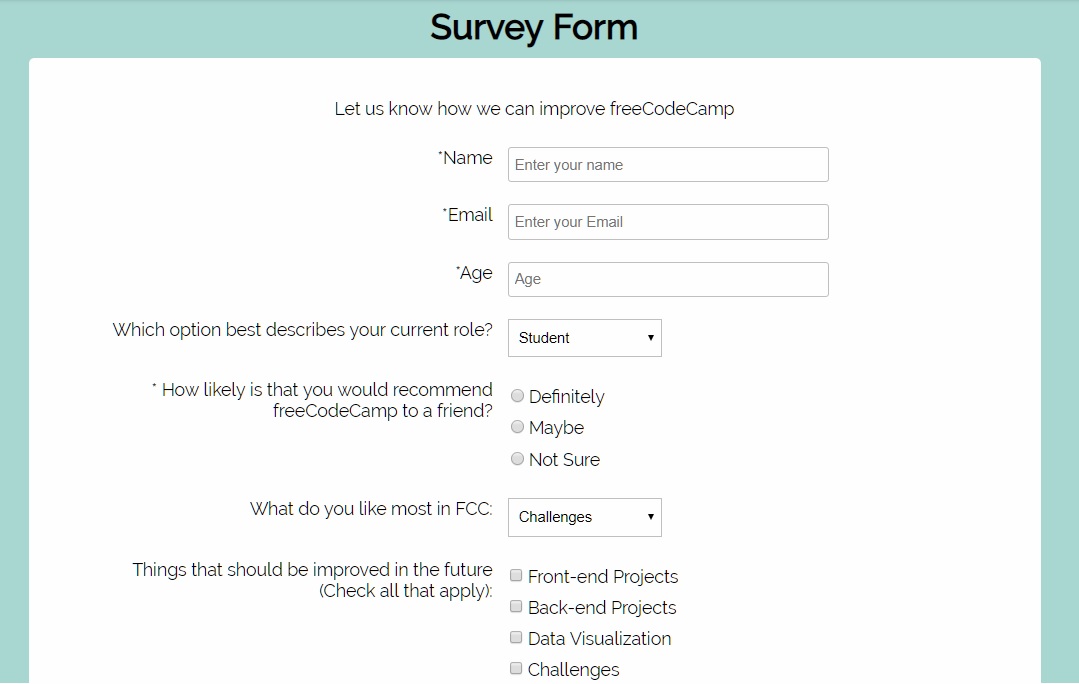 Survey Form
Let us know how we can improve freeCodeCamp
*Name
Enter your name
*Email
Enter your Email
*Age
Age
Which option best describes your current role?
Student
* How likely is that you would recommend
freeCodeCamp to a friend?
Definitely
Maybe
Not Sure
What do you like most in FCC:
Challenges
Things that should be improved in the future
(Check all that apply):
Front-end Projects
Back-end Projects
Data Visualization
Challenges